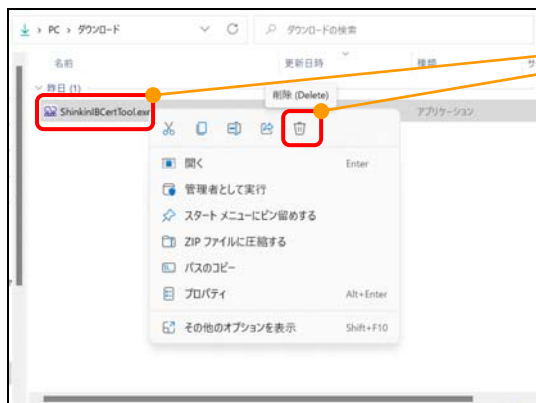 PC › ダウンロード
ダウンロードの検索
名前 更新日時 種類
昨日 (1)
削除 (Delete)
ShinkinIBCertTool.exe アプリケーション
開く Enter
管理者として実行
スタート メニューにピン留めする
ZIP ファイルに圧縮する
パスのコピー
プロパティ Alt+Enter
その他のオプションを表示 Shift+F10